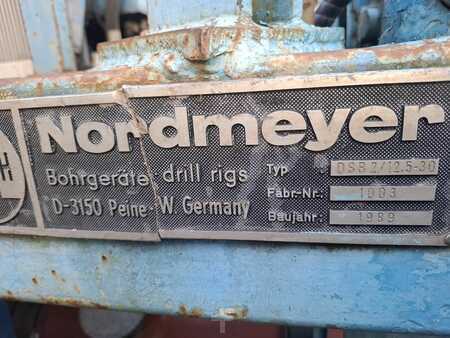 H
Nordmeyer
Bohrgeräte-drill rigs
D-3150 Peine-W. Germany
Typ DSB 2/12.5-30
Fabr-Nr.: 1003
Baujahr: 1989